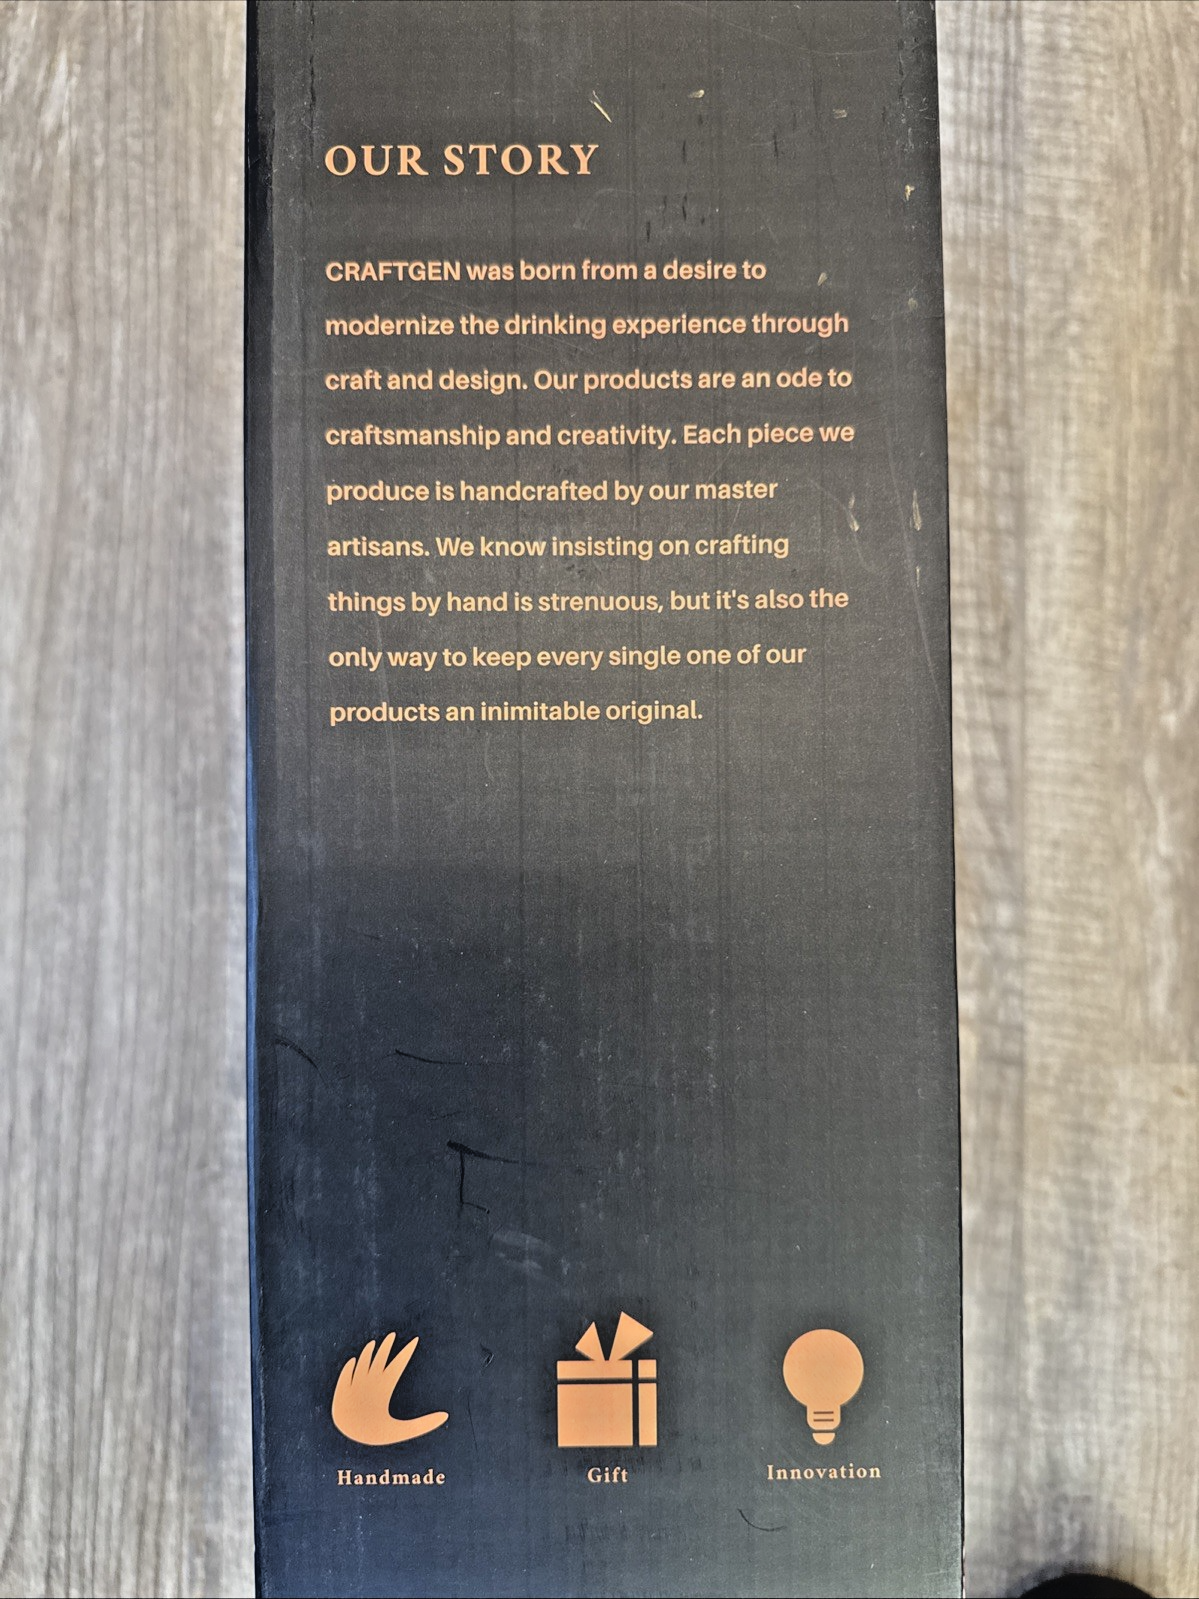 OUR STORY
CRAFTGEN was born from a desire to
modernize the drinking experience through
craft and design. Our products are an ode to
craftsmanship and creativity. Each piece we
produce is handcrafted by our master
artisans. We know insisting on crafting
things by hand is strenuous, but it's also the
only way to keep every single one of our
products an inimitable original.
Handmade
Gift
Innovation